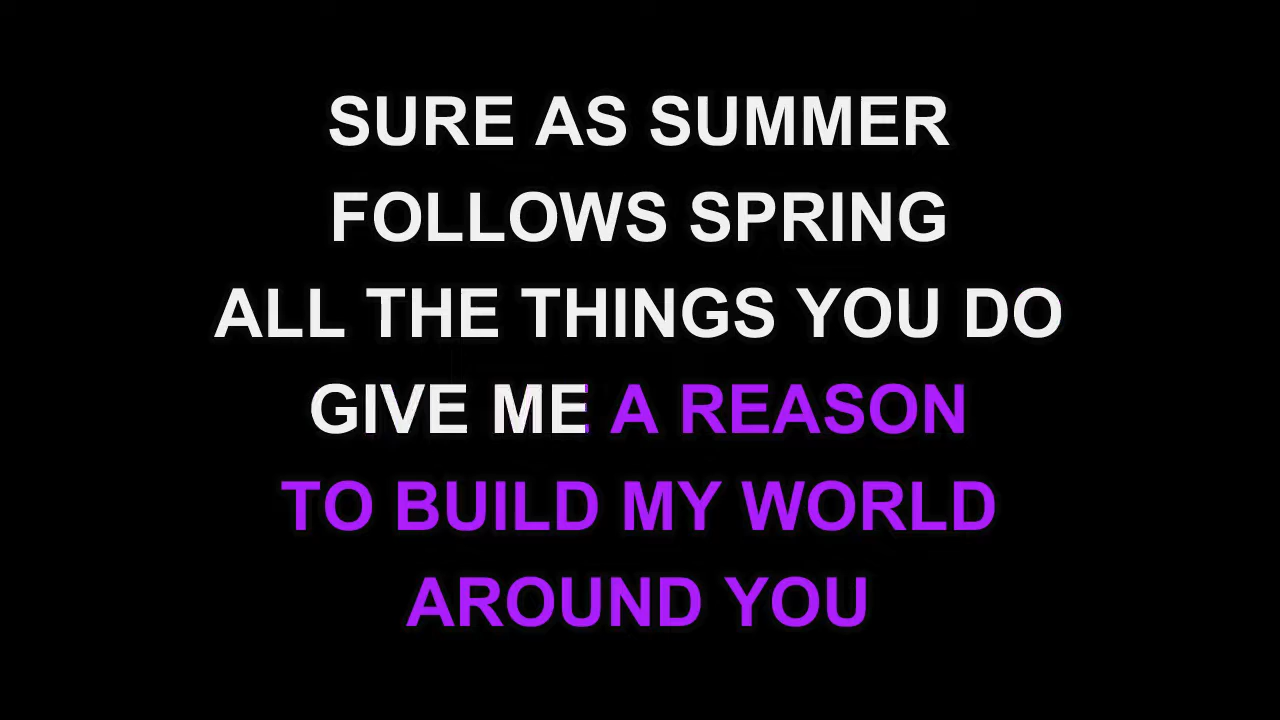 SURE AS SUMMER
FOLLOWS SPRING
ALL THE THINGS YOU DO
GIVE ME A REASON
TO BUILD MY WORLD
AROUND YOU